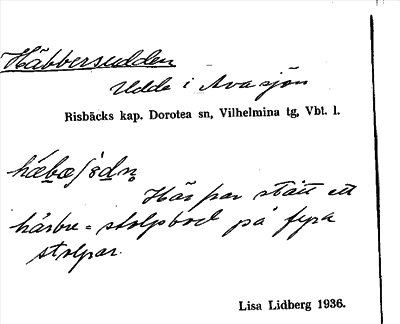 Häbbersudden
Udde i Avasjön
Risbäcks kap. Dorotea sn, Vilhelmina tg, Vbt. l.
Här har stått ett
härbre = stolpbod på fyra
stolpar.
Lisa Lidberg 1936.